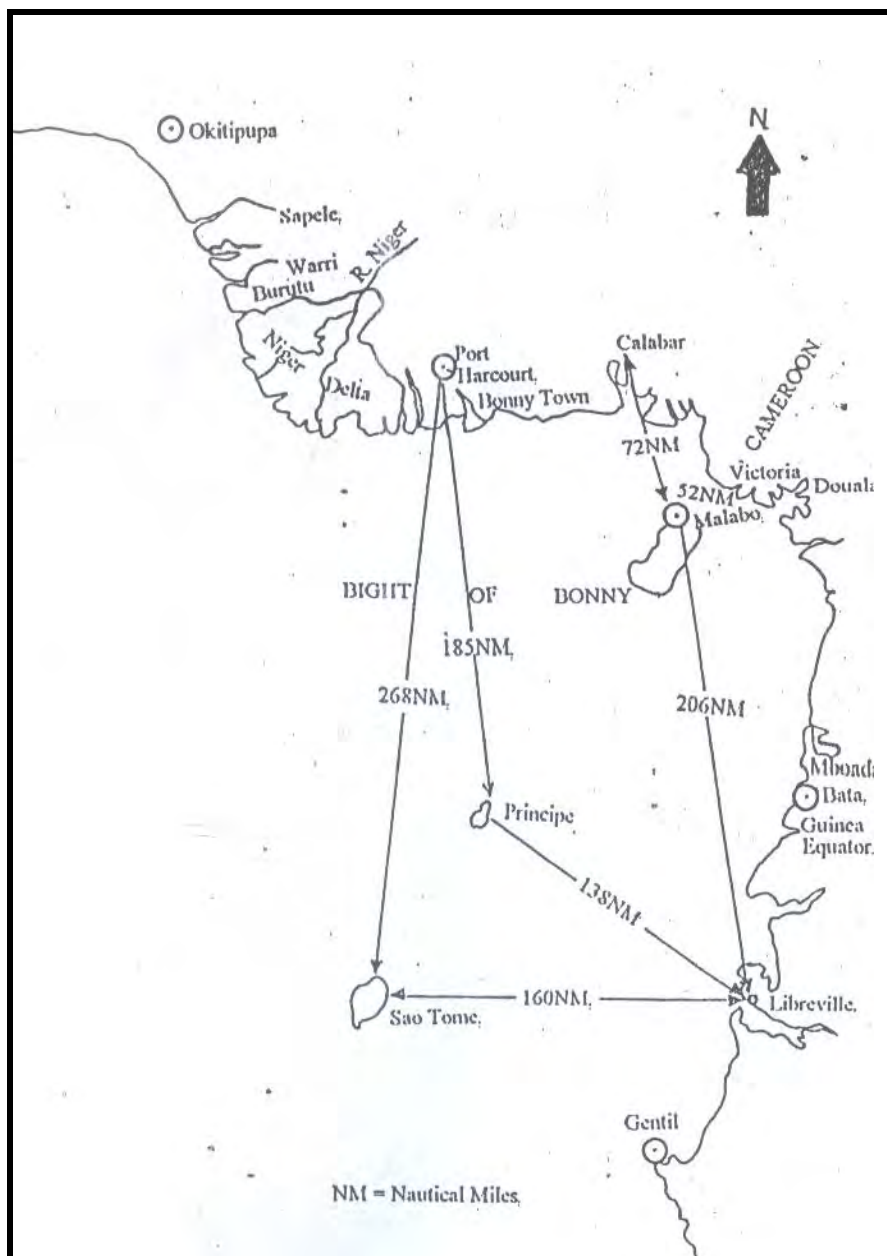 N
Okitipupa
Sapele,
Warri
R. Niger
Burutu
Niger
Delta
Port
Harcourt,
Bonny Town
Calabar
CAMEROON
72NM
Victoria
Douala
52NM
Malabo,
BIGHT
OF
BONNY
185NM,
268NM,
206NM
Mboada
Bata,
Guinea
Equator.
Principe
138NM
160NM,
Libreville,
Sao Tome,
Gentil
NM = Nautical Miles,